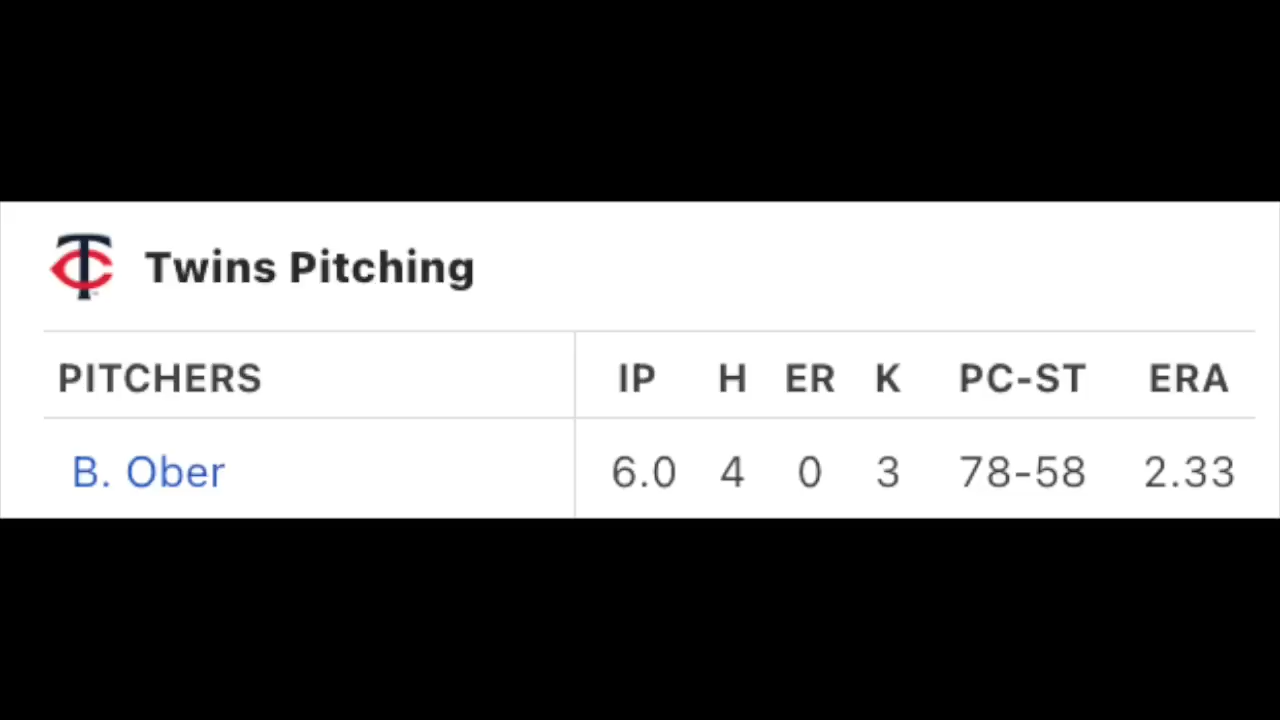 Twins Pitching
PITCHERS IP H ER K PC-ST ERA
B. Ober 6.0 4 0 3 78-58 2.33